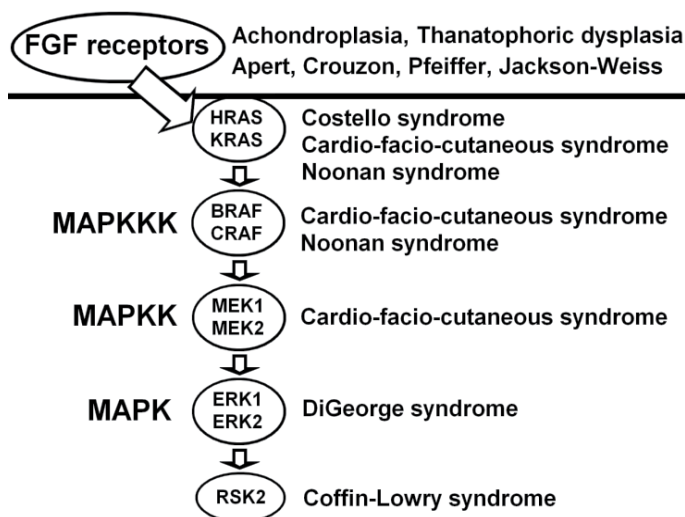 FGF receptors
Achondroplasia, Thanatophoric dysplasia
Apert, Crouzon, Pfeiffer, Jackson-Weiss
HRAS
KRAS
Costello syndrome
Cardio-facio-cutaneous syndrome
Noonan syndrome
MAPKKK
BRAF
CRAF
Cardio-facio-cutaneous syndrome
Noonan syndrome
MAPKK
MEK1
MEK2
Cardio-facio-cutaneous syndrome
MAPK
ERK1
ERK2
DiGeorge syndrome
RSK2
Coffin-Lowry syndrome